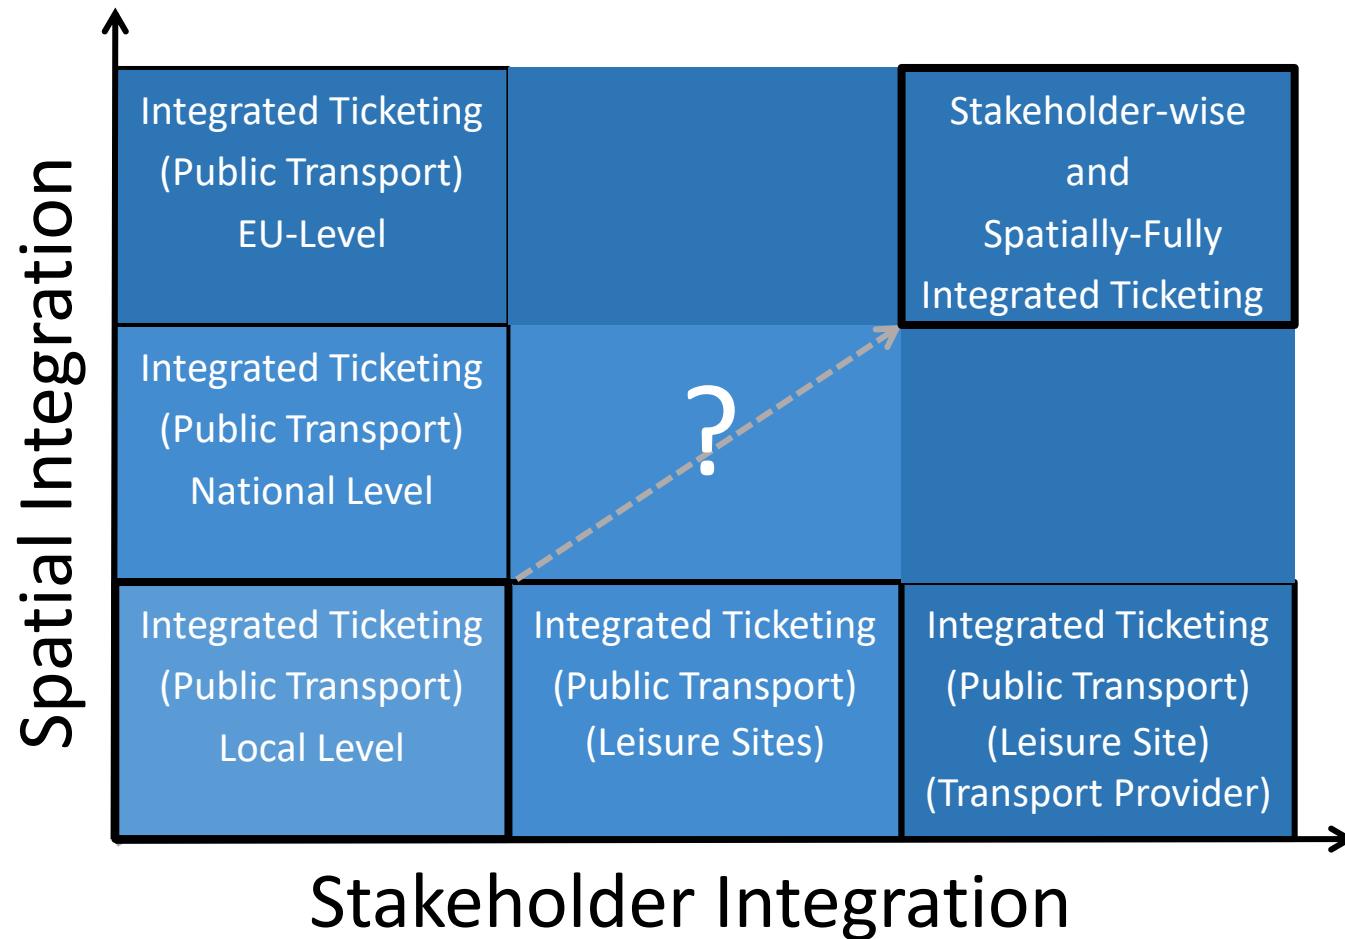 Spatial Integration
Integrated Ticketing
(Public Transport)
EU-Level
Stakeholder-wise
and
Spatially-Fully
Integrated Ticketing
Integrated Ticketing
(Public Transport)
National Level
?
Integrated Ticketing
(Public Transport)
Local Level
Integrated Ticketing
(Public Transport)
(Leisure Sites)
Integrated Ticketing
(Public Transport)
(Leisure Site)
(Transport Provider)
Stakeholder Integration